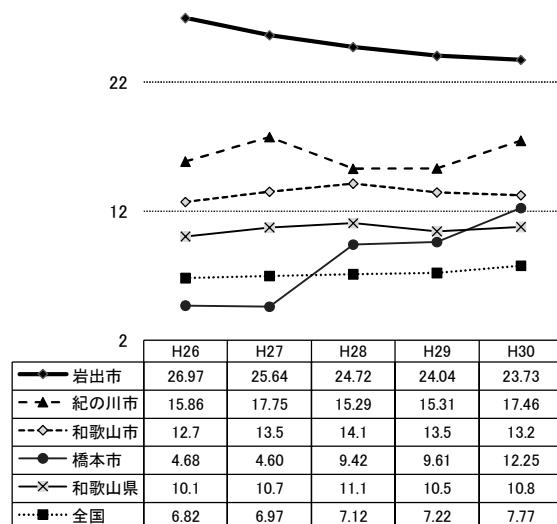 22
12
2
H26 H27 H28 H29 H30
岩出市 26.97 25.64 24.72 24.04 23.73
紀の川市 15.86 17.75 15.29 15.31 17.46
和歌山市 12.7 13.5 14.1 13.5 13.2
橋本市 4.68 4.60 9.42 9.61 12.25
和歌山県 10.1 10.7 11.1 10.5 10.8
全国 6.82 6.97 7.12 7.22 7.77